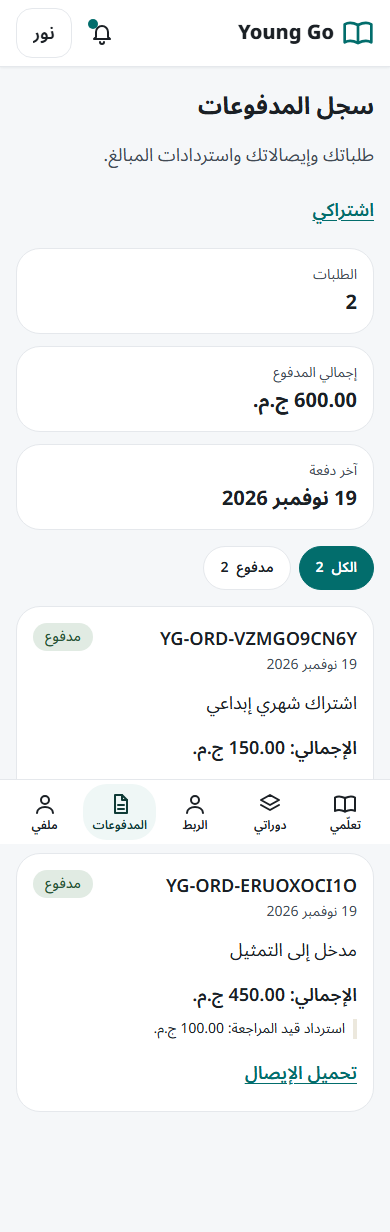 Young Go
نور
سجل المدفوعات
طلباتك وإيصالاتك واستردادات المبالغ.
اشتراكي
الطلبات
2
إجمالي المدفوع
600.00 ج.م.
آخر دفعة
19 نوفمبر 2026
الكل 2
مدفوع 2
YG-ORD-VZMGO9CN6Y
مدفوع
19 نوفمبر 2026
اشتراك شهري إبداعي
الإجمالي: 150.00 ج.م.
تعلّمي
دوراتي
الربط
المدفوعات
ملفي
YG-ORD-ERUOXOCI1O
مدفوع
19 نوفمبر 2026
مدخل إلى التمثيل
الإجمالي: 450.00 ج.م.
استرداد قيد المراجعة: 100.00 ج.م.
تحميل الإيصال